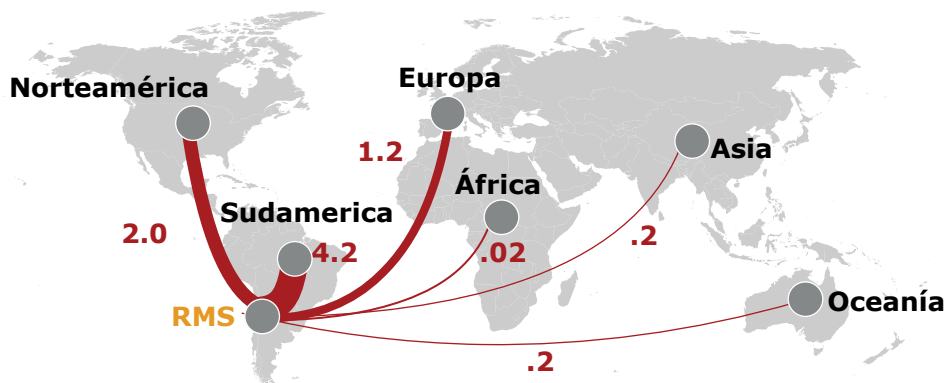 Norteamérica
Europa
1.2
Asia
África
Sudamerica
2.0
4.2
.02
.2
RMS
Oceanía
.2